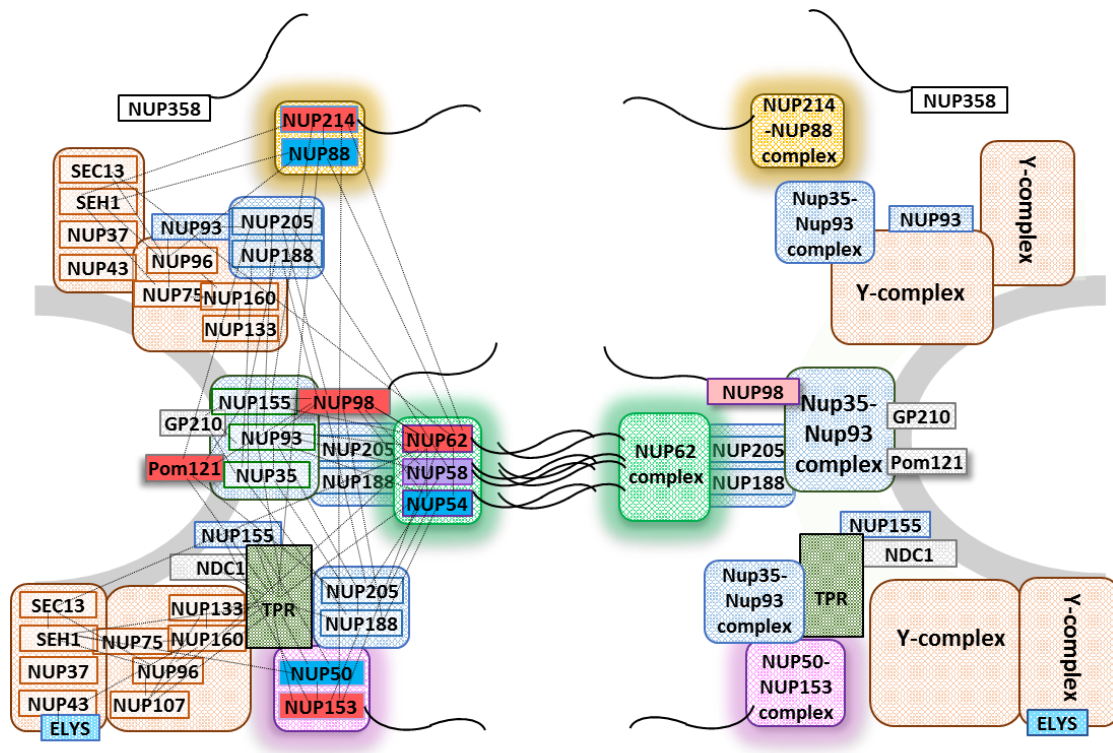 NUP358
NUP214
NUP88
SEC13
SEH1
NUP37
NUP43
NUP93
NUP205
NUP188
NUP96
NUP75
NUP160
NUP133
NUP155
NUP98
GP210
NUP93
Pom121
NUP35
NUP205
NUP188
NUP62
NUP58
NUP54
NUP155
NDC1
TPR
NUP205
NUP188
SEC13
SEH1
NUP37
NUP43
ELYS
NUP133
NUP75
NUP160
NUP96
NUP107
NUP50
NUP153
NUP214
-NUP88
complex
NUP358
Nup35-
Nup93
complex
NUP93
Y-complex
Y-complex
NUP98
Nup35-
Nup93
complex
GP210
Pom121
NUP62
complex
NUP205
NUP188
NUP155
NDC1
TPR
Nup35-
Nup93
complex
NUP50-
NUP153
complex
Y-complex
Y-complex
ELYS